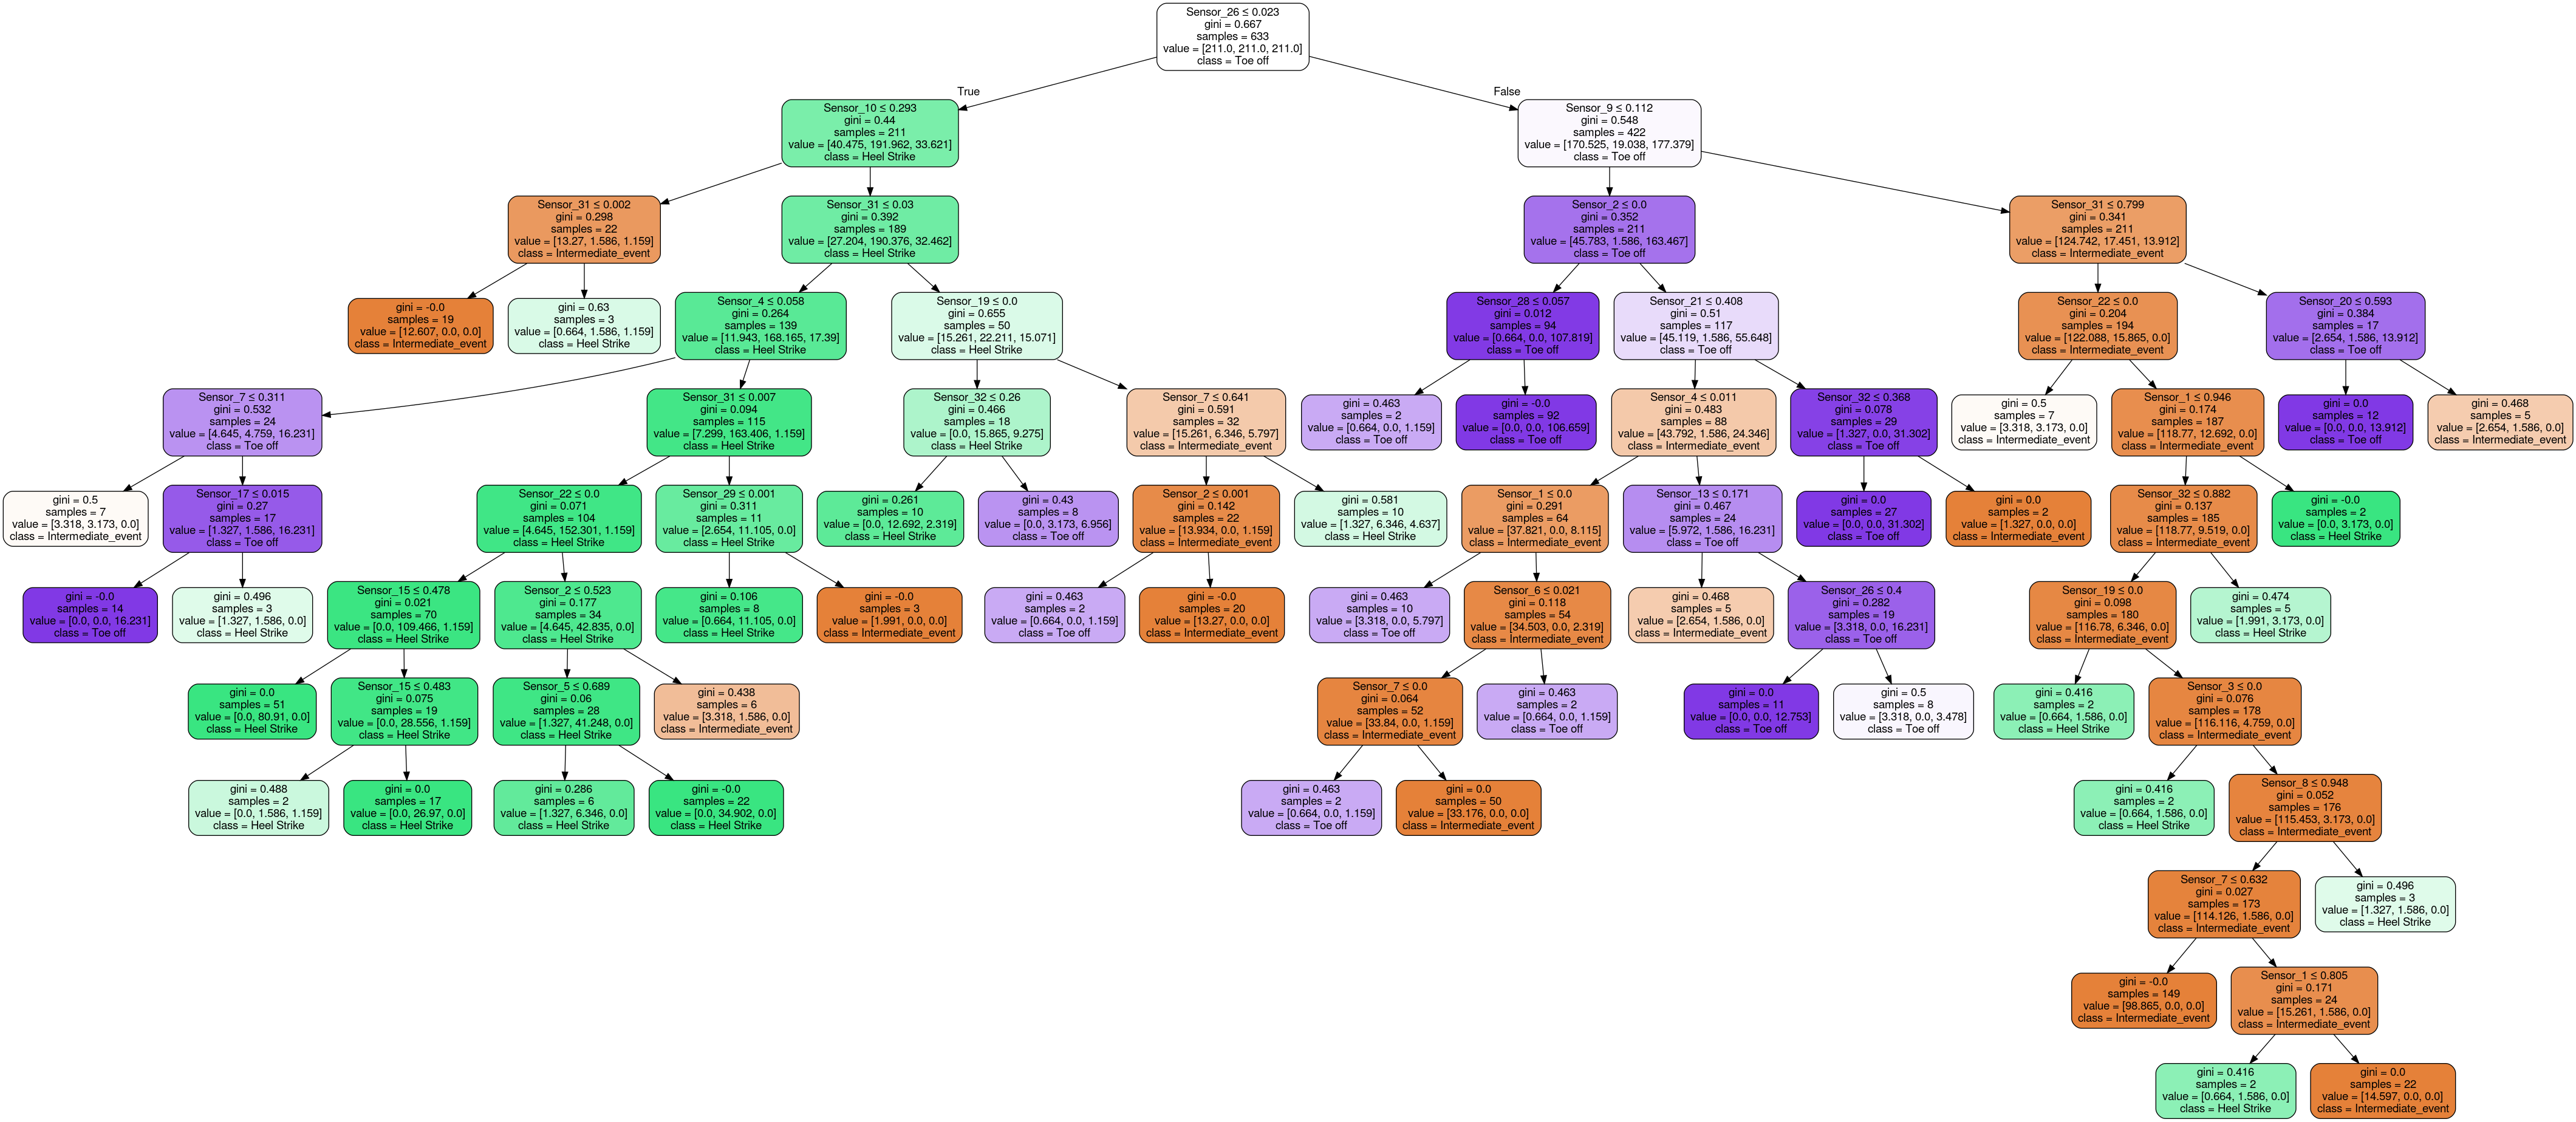 Sensor_26 ≤ 0.023
gini = 0.667
samples = 633
value = [211.0, 211.0, 211.0]
class = Toe off
True
False
Sensor_10 ≤ 0.293
gini = 0.44
samples = 211
value = [40.475, 191.962, 33.621]
class = Heel Strike
Sensor_9 ≤ 0.112
gini = 0.548
samples = 422
value = [170.525, 19.038, 177.379]
class = Toe off
Sensor_31 ≤ 0.002
gini = 0.298
samples = 22
value = [13.27, 1.586, 1.159]
class = Intermediate_event
Sensor_31 ≤ 0.03
gini = 0.392
samples = 189
value = [27.204, 190.376, 32.462]
class = Heel Strike
Sensor_2 ≤ 0.0
gini = 0.352
samples = 211
value = [45.783, 1.586, 163.467]
class = Toe off
Sensor_31 ≤ 0.799
gini = 0.341
samples = 211
value = [124.742, 17.451, 13.912]
class = Intermediate_event
gini = -0.0
samples = 19
value = [12.607, 0.0, 0.0]
class = Intermediate_event
gini = 0.63
samples = 3
value = [0.664, 1.586, 1.159]
class = Heel Strike
Sensor_4 ≤ 0.058
gini = 0.264
samples = 139
value = [11.943, 168.165, 17.39]
class = Heel Strike
Sensor_19 ≤ 0.0
gini = 0.655
samples = 50
value = [15.261, 22.211, 15.071]
class = Heel Strike
Sensor_28 ≤ 0.057
gini = 0.012
samples = 94
value = [0.664, 0.0, 107.819]
class = Toe off
Sensor_21 ≤ 0.408
gini = 0.51
samples = 117
value = [45.119, 1.586, 55.648]
class = Toe off
Sensor_22 ≤ 0.0
gini = 0.204
samples = 194
value = [122.088, 15.865, 0.0]
class = Intermediate_event
Sensor_20 ≤ 0.593
gini = 0.384
samples = 17
value = [2.654, 1.586, 13.912]
class = Toe off
Sensor_7 ≤ 0.311
gini = 0.532
samples = 24
value = [4.645, 4.759, 16.231]
class = Toe off
Sensor_31 ≤ 0.007
gini = 0.094
samples = 115
value = [7.299, 163.406, 1.159]
class = Heel Strike
Sensor_32 ≤ 0.26
gini = 0.466
samples = 18
value = [0.0, 15.865, 9.275]
class = Heel Strike
Sensor_7 ≤ 0.641
gini = 0.591
samples = 32
value = [15.261, 6.346, 5.797]
class = Intermediate_event
gini = 0.463
samples = 2
value = [0.664, 0.0, 1.159]
class = Toe off
gini = -0.0
samples = 92
value = [0.0, 0.0, 106.659]
class = Toe off
Sensor_4 ≤ 0.011
gini = 0.483
samples = 88
value = [43.792, 1.586, 24.346]
class = Intermediate_event
Sensor_32 ≤ 0.368
gini = 0.078
samples = 29
value = [1.327, 0.0, 31.302]
class = Toe off
gini = 0.5
samples = 7
value = [3.318, 3.173, 0.0]
class = Intermediate_event
Sensor_1 ≤ 0.946
gini = 0.174
samples = 187
value = [118.77, 12.692, 0.0]
class = Intermediate_event
gini = 0.0
samples = 12
value = [0.0, 0.0, 13.912]
class = Toe off
gini = 0.468
samples = 5
value = [2.654, 1.586, 0.0]
class = Intermediate_event
gini = 0.5
samples = 7
value = [3.318, 3.173, 0.0]
class = Intermediate_event
Sensor_17 ≤ 0.015
gini = 0.27
samples = 17
value = [1.327, 1.586, 16.231]
class = Toe off
Sensor_22 ≤ 0.0
gini = 0.071
samples = 104
value = [4.645, 152.301, 1.159]
class = Heel Strike
Sensor_29 ≤ 0.001
gini = 0.311
samples = 11
value = [2.654, 11.105, 0.0]
class = Heel Strike
gini = 0.261
samples = 10
value = [0.0, 12.692, 2.319]
class = Heel Strike
gini = 0.43
samples = 8
value = [0.0, 3.173, 6.956]
class = Toe off
Sensor_2 ≤ 0.001
gini = 0.142
samples = 22
value = [13.934, 0.0, 1.159]
class = Intermediate_event
gini = 0.581
samples = 10
value = [1.327, 6.346, 4.637]
class = Heel Strike
Sensor_1 ≤ 0.0
gini = 0.291
samples = 64
value = [37.821, 0.0, 8.115]
class = Intermediate_event
Sensor_13 ≤ 0.171
gini = 0.467
samples = 24
value = [5.972, 1.586, 16.231]
class = Toe off
gini = 0.0
samples = 27
value = [0.0, 0.0, 31.302]
class = Toe off
gini = 0.0
samples = 2
value = [1.327, 0.0, 0.0]
class = Intermediate_event
Sensor_32 ≤ 0.882
gini = 0.137
samples = 185
value = [118.77, 9.519, 0.0]
class = Intermediate_event
gini = -0.0
samples = 2
value = [0.0, 3.173, 0.0]
class = Heel Strike
gini = -0.0
samples = 14
value = [0.0, 0.0, 16.231]
class = Toe off
gini = 0.496
samples = 3
value = [1.327, 1.586, 0.0]
class = Heel Strike
Sensor_15 ≤ 0.478
gini = 0.021
samples = 70
value = [0.0, 109.466, 1.159]
class = Heel Strike
Sensor_2 ≤ 0.523
gini = 0.177
samples = 34
value = [4.645, 42.835, 0.0]
class = Heel Strike
gini = 0.106
samples = 8
value = [0.664, 11.105, 0.0]
class = Heel Strike
gini = -0.0
samples = 3
value = [1.991, 0.0, 0.0]
class = Intermediate_event
gini = 0.463
samples = 2
value = [0.664, 0.0, 1.159]
class = Toe off
gini = -0.0
samples = 20
value = [13.27, 0.0, 0.0]
class = Intermediate_event
gini = 0.463
samples = 10
value = [3.318, 0.0, 5.797]
class = Toe off
Sensor_6 ≤ 0.021
gini = 0.118
samples = 54
value = [34.503, 0.0, 2.319]
class = Intermediate_event
gini = 0.468
samples = 5
value = [2.654, 1.586, 0.0]
class = Intermediate_event
Sensor_26 ≤ 0.4
gini = 0.282
samples = 19
value = [3.318, 0.0, 16.231]
class = Toe off
Sensor_19 ≤ 0.0
gini = 0.098
samples = 180
value = [116.78, 6.346, 0.0]
class = Intermediate_event
gini = 0.474
samples = 5
value = [1.991, 3.173, 0.0]
class = Heel Strike
gini = 0.0
samples = 51
value = [0.0, 80.91, 0.0]
class = Heel Strike
Sensor_15 ≤ 0.483
gini = 0.075
samples = 19
value = [0.0, 28.556, 1.159]
class = Heel Strike
Sensor_5 ≤ 0.689
gini = 0.06
samples = 28
value = [1.327, 41.248, 0.0]
class = Heel Strike
gini = 0.438
samples = 6
value = [3.318, 1.586, 0.0]
class = Intermediate_event
Sensor_7 ≤ 0.0
gini = 0.064
samples = 52
value = [33.84, 0.0, 1.159]
class = Intermediate_event
gini = 0.463
samples = 2
value = [0.664, 0.0, 1.159]
class = Toe off
gini = 0.0
samples = 11
value = [0.0, 0.0, 12.753]
class = Toe off
gini = 0.5
samples = 8
value = [3.318, 0.0, 3.478]
class = Toe off
gini = 0.416
samples = 2
value = [0.664, 1.586, 0.0]
class = Heel Strike
Sensor_3 ≤ 0.0
gini = 0.076
samples = 178
value = [116.116, 4.759, 0.0]
class = Intermediate_event
gini = 0.488
samples = 2
value = [0.0, 1.586, 1.159]
class = Heel Strike
gini = 0.0
samples = 17
value = [0.0, 26.97, 0.0]
class = Heel Strike
gini = 0.286
samples = 6
value = [1.327, 6.346, 0.0]
class = Heel Strike
gini = -0.0
samples = 22
value = [0.0, 34.902, 0.0]
class = Heel Strike
gini = 0.463
samples = 2
value = [0.664, 0.0, 1.159]
class = Toe off
gini = 0.0
samples = 50
value = [33.176, 0.0, 0.0]
class = Intermediate_event
gini = 0.416
samples = 2
value = [0.664, 1.586, 0.0]
class = Heel Strike
Sensor_8 ≤ 0.948
gini = 0.052
samples = 176
value = [115.453, 3.173, 0.0]
class = Intermediate_event
Sensor_7 ≤ 0.632
gini = 0.027
samples = 173
value = [114.126, 1.586, 0.0]
class = Intermediate_event
gini = 0.496
samples = 3
value = [1.327, 1.586, 0.0]
class = Heel Strike
gini = -0.0
samples = 149
value = [98.865, 0.0, 0.0]
class = Intermediate_event
Sensor_1 ≤ 0.805
gini = 0.171
samples = 24
value = [15.261, 1.586, 0.0]
class = Intermediate_event
gini = 0.416
samples = 2
value = [0.664, 1.586, 0.0]
class = Heel Strike
gini = 0.0
samples = 22
value = [14.597, 0.0, 0.0]
class = Intermediate_event